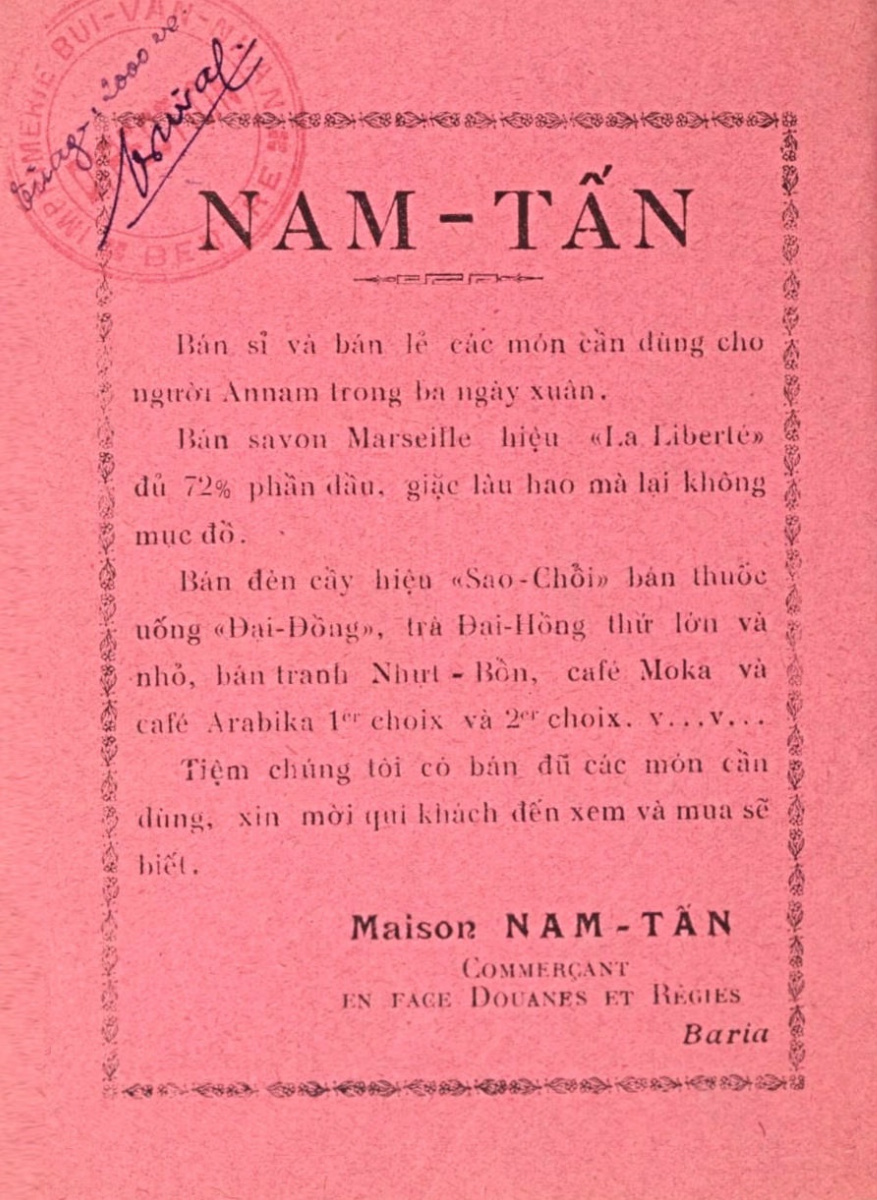 IMPRIMERIE BUI-VAN-NHAN
BENTRE
Tirage: 2000 ex
NAM-TẤN
Bán sỉ và bán lẻ các món cần dùng cho
người Annam trong ba ngày xuân.
Bán savon Marseille hiệu «La Liberté»
đủ 72% phần dầu, giặc lâu hao mà lại không
mục đồ.
Bán đèn cầy hiệu «Sao-Chổi» bán thuốc
uống «Đại-Đồng», trà Đai-Hồng thứ lớn và
nhỏ, bán tranh Nhựt-Bổn, café Moka và
café Arabika 1er choix và 2er choix. v...v...
Tiệm chúng tôi có bán đũ các món cần
dùng, xin mời quí khách đến xem và mua sẽ
biết.
Maison NAM-TẤN
COMMERÇANT
EN FACE DOUANES ET RÉGIES
Baria